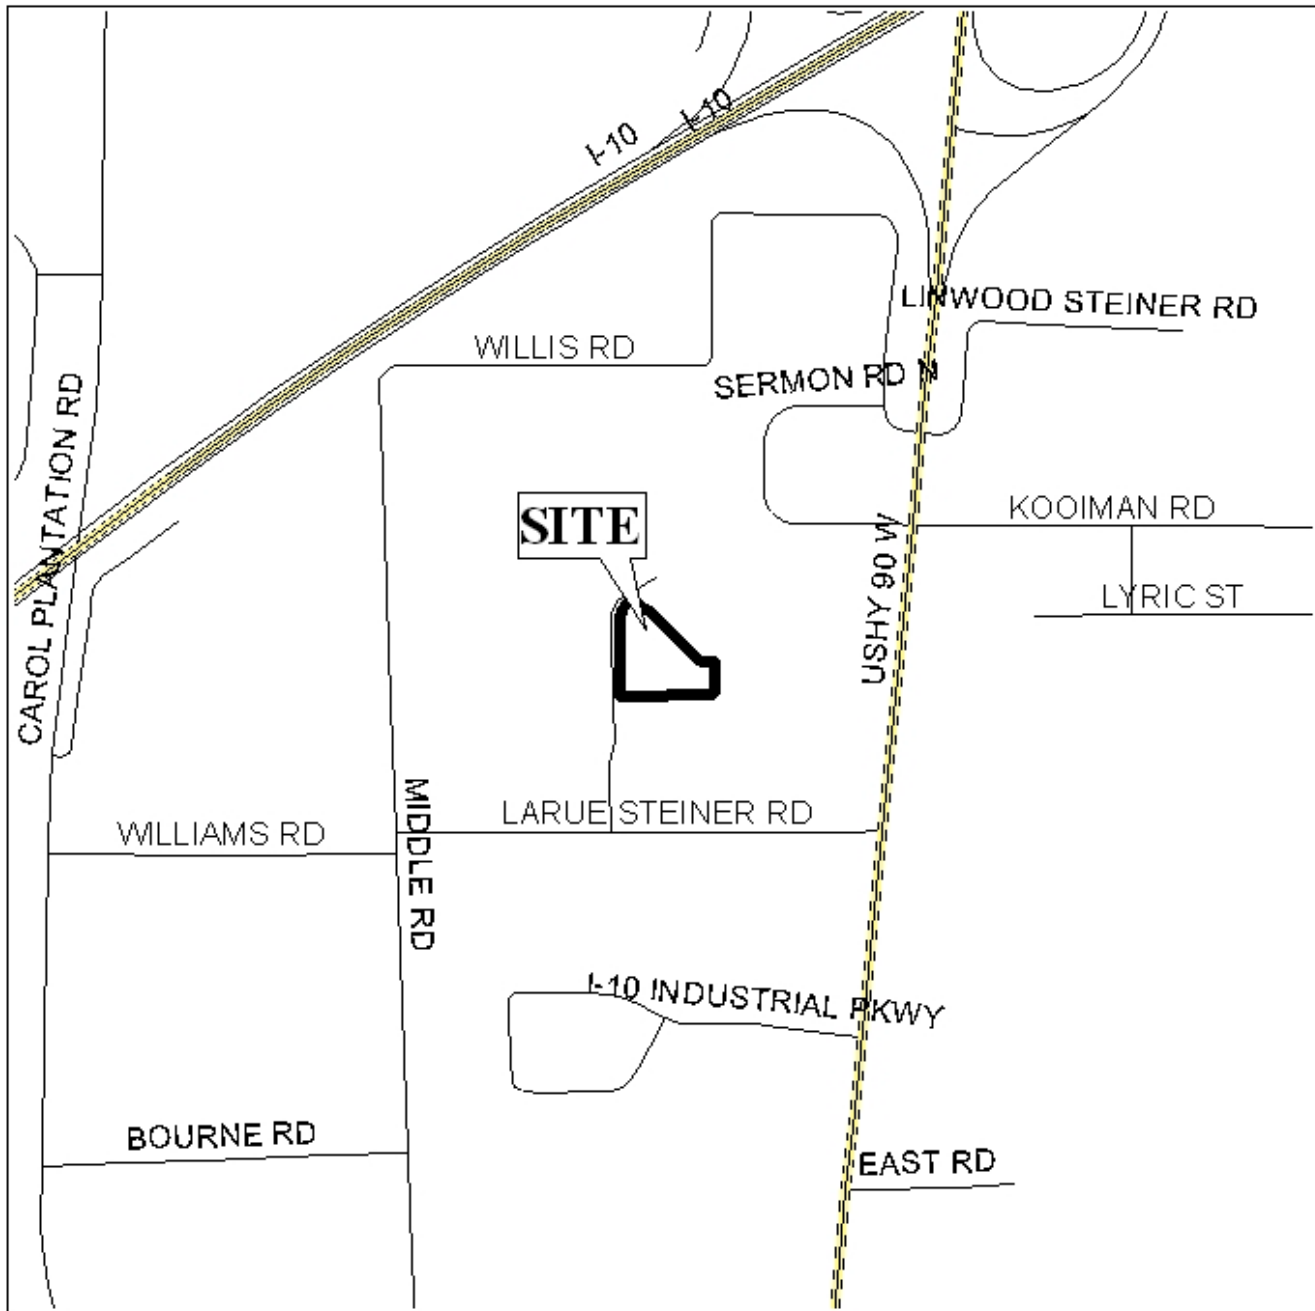 I-10
I-10
LINWOOD STEINER RD
WILLIS RD
SERMON RD N
CAROL PLANTATION RD
SITE
KOOIMAN RD
USHY 90 W
LYRIC ST
MIDDLE RD
LARUE STEINER RD
WILLIAMS RD
I-10 INDUSTRIAL PKWY
BOURNE RD
EAST RD